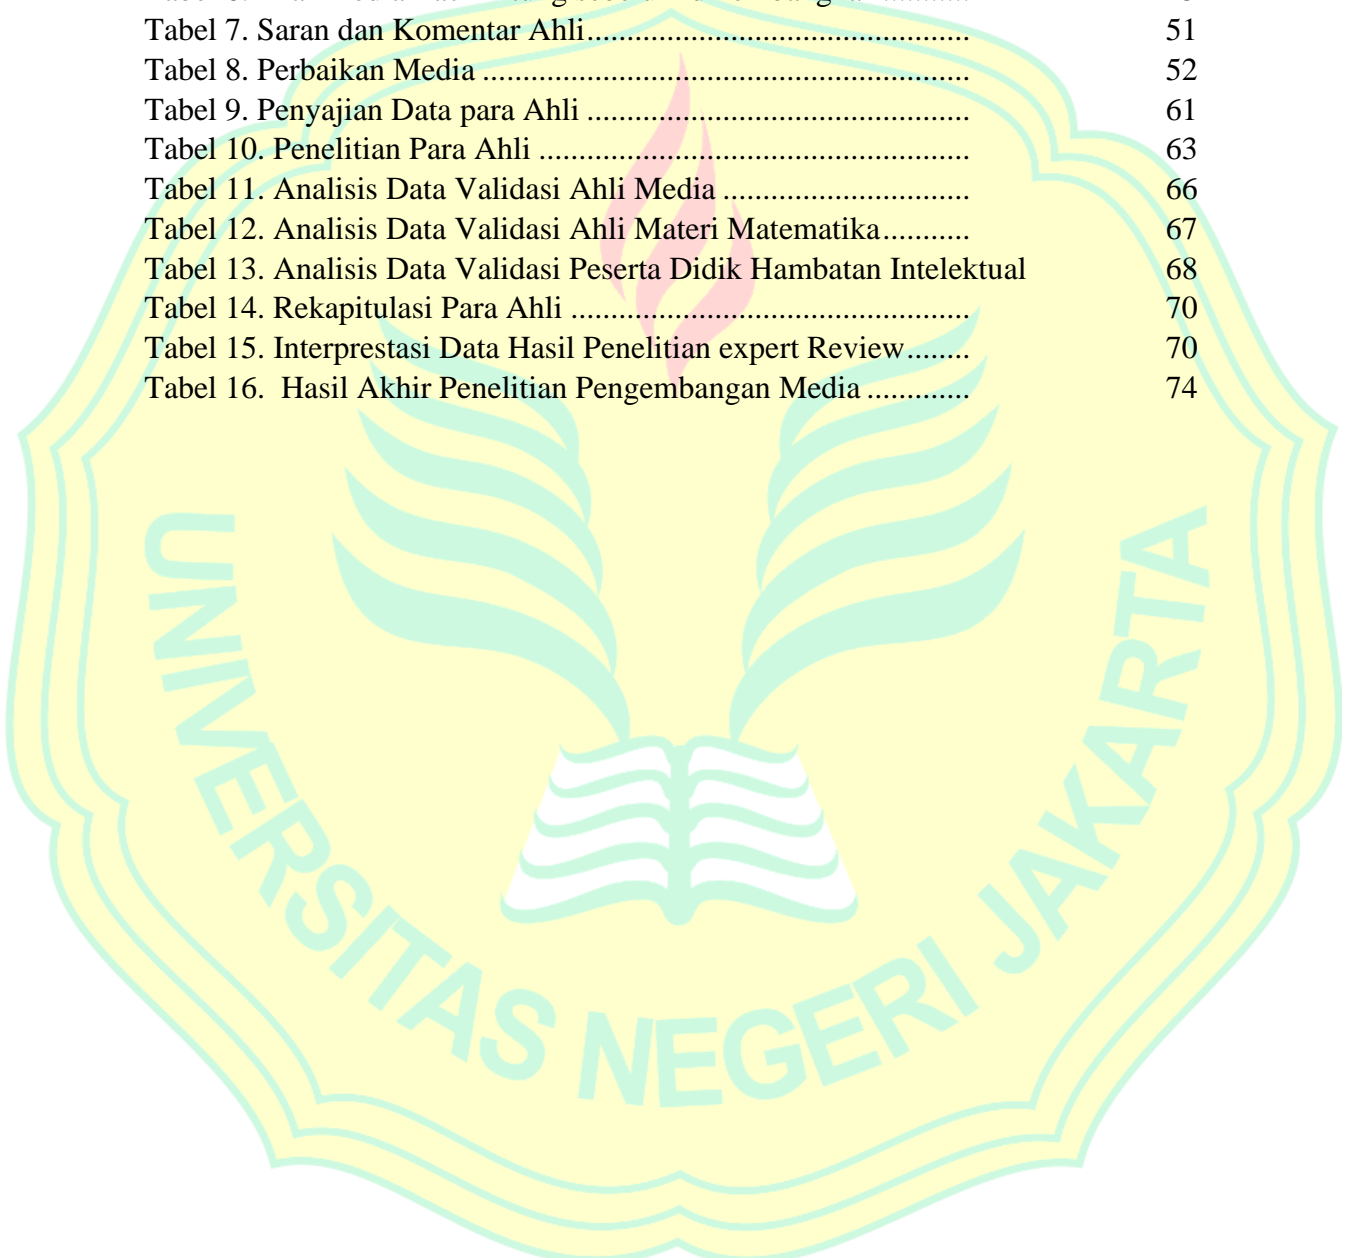 Tabel 7. Saran dan Komentar Ahli................................................ 51
Tabel 8. Perbaikan Media ............................................................. 52
Tabel 9. Penyajian Data para Ahli ................................................ 61
Tabel 10. Penelitian Para Ahli ...................................................... 63
Tabel 11. Analisis Data Validasi Ahli Media ............................... 66
Tabel 12. Analisis Data Validasi Ahli Materi Matematika........... 67
Tabel 13. Analisis Data Validasi Peserta Didik Hambatan Intelektual 68
Tabel 14. Rekapitulasi Para Ahli .................................................. 70
Tabel 15. Interprestasi Data Hasil Penelitian expert Review........ 70
Tabel 16.  Hasil Akhir Penelitian Pengembangan Media ............. 74
UNIVERSITAS NEGERI JAKARTA